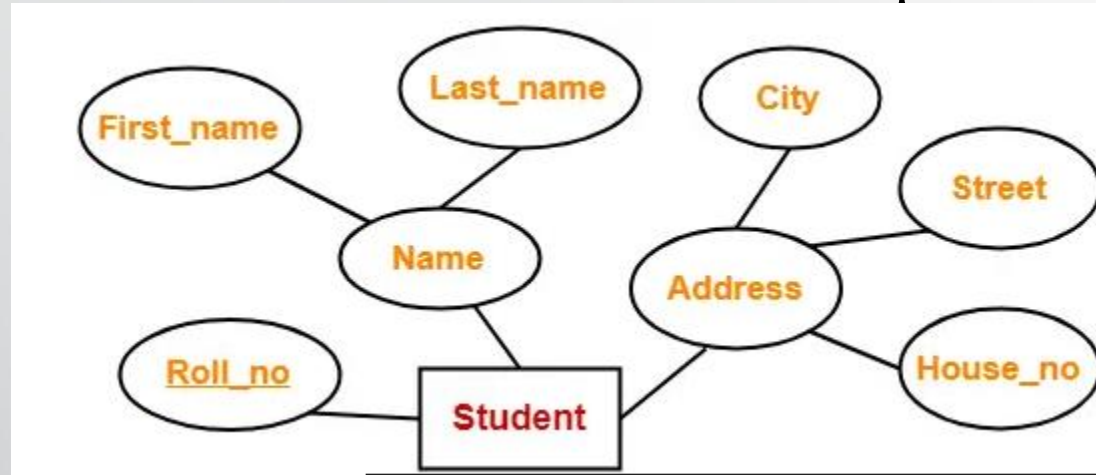 Last_name
City
First_name
Street
Name
Address
Roll_no
House_no
Student